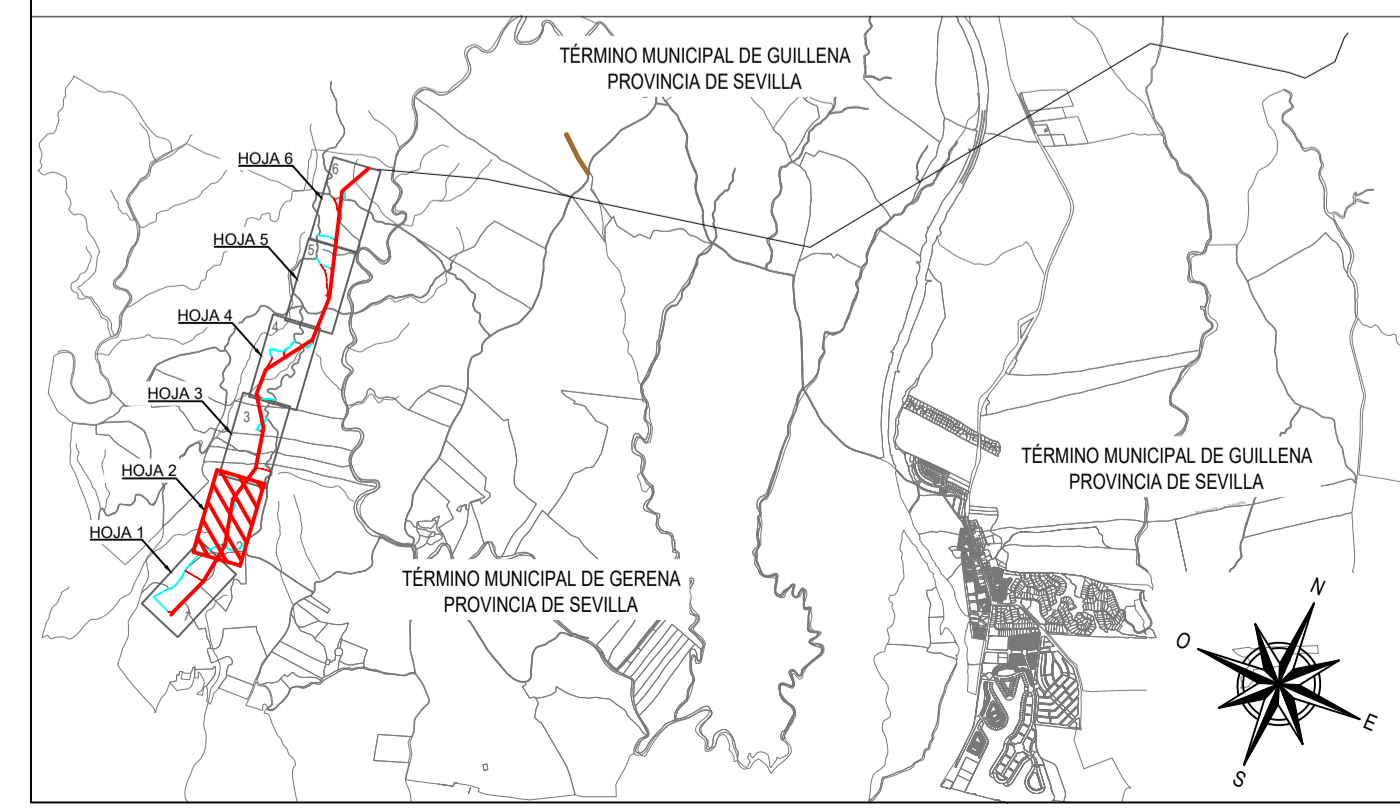 TÉRMINO MUNICIPAL DE GUILLENA
PROVINCIA DE SEVILLA
HOJA 6
6
HOJA 5
5
HOJA 4
4
HOJA 3
3
HOJA 2
2
HOJA 1
1
TÉRMINO MUNICIPAL DE GUILLENA
PROVINCIA DE SEVILLA
TÉRMINO MUNICIPAL DE GERENA
PROVINCIA DE SEVILLA
N
O
E
S